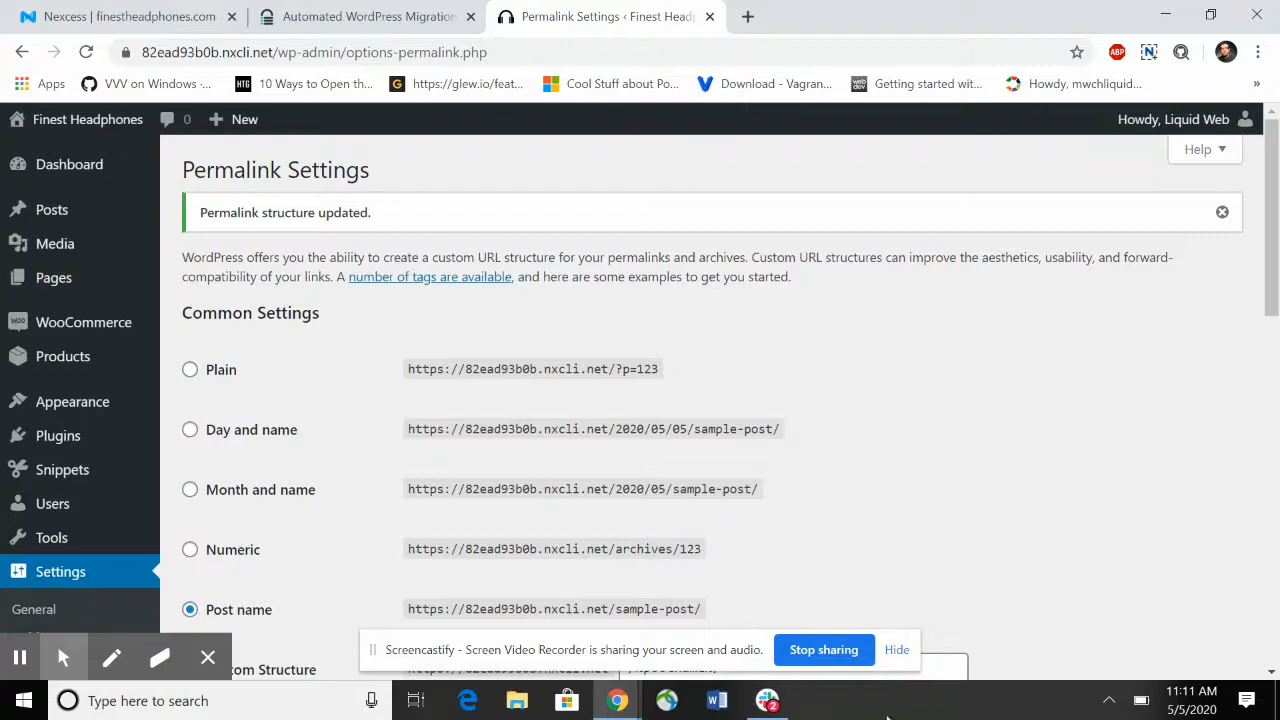 Nexcess | finestheadphones.com
Automated WordPress Migration
Permalink Settings ‹ Finest Head
82ead93b0b.nxcli.net/wp-admin/options-permalink.php
ABP
N
Apps
VVV on Windows -...
HTG
10 Ways to Open th...
https://glew.io/feat...
Cool Stuff about Po...
Download - Vagran...
web dev
Getting started wit...
Howdy, mwchliquid...
»
Finest Headphones
0
New
Howdy, Liquid Web
Dashboard
Posts
Media
Pages
WooCommerce
Products
Appearance
Plugins
Snippets
Users
Tools
Settings
General
Help
Permalink Settings
Permalink structure updated.
WordPress offers you the ability to create a custom URL structure for your permalinks and archives. Custom URL structures can improve the aesthetics, usability, and forward-
compatibility of your links. A number of tags are available, and here are some examples to get you started.
Common Settings
Plain https://82ead93b0b.nxcli.net/?p=123
Day and name https://82ead93b0b.nxcli.net/2020/05/05/sample-post/
Month and name https://82ead93b0b.nxcli.net/2020/05/sample-post/
Numeric https://82ead93b0b.nxcli.net/archives/123
Post name https://82ead93b0b.nxcli.net/sample-post/
tom Structure
Screencastify - Screen Video Recorder is sharing your screen and audio.
Stop sharing
Hide
Type here to search
2
11:11 AM
5/5/2020